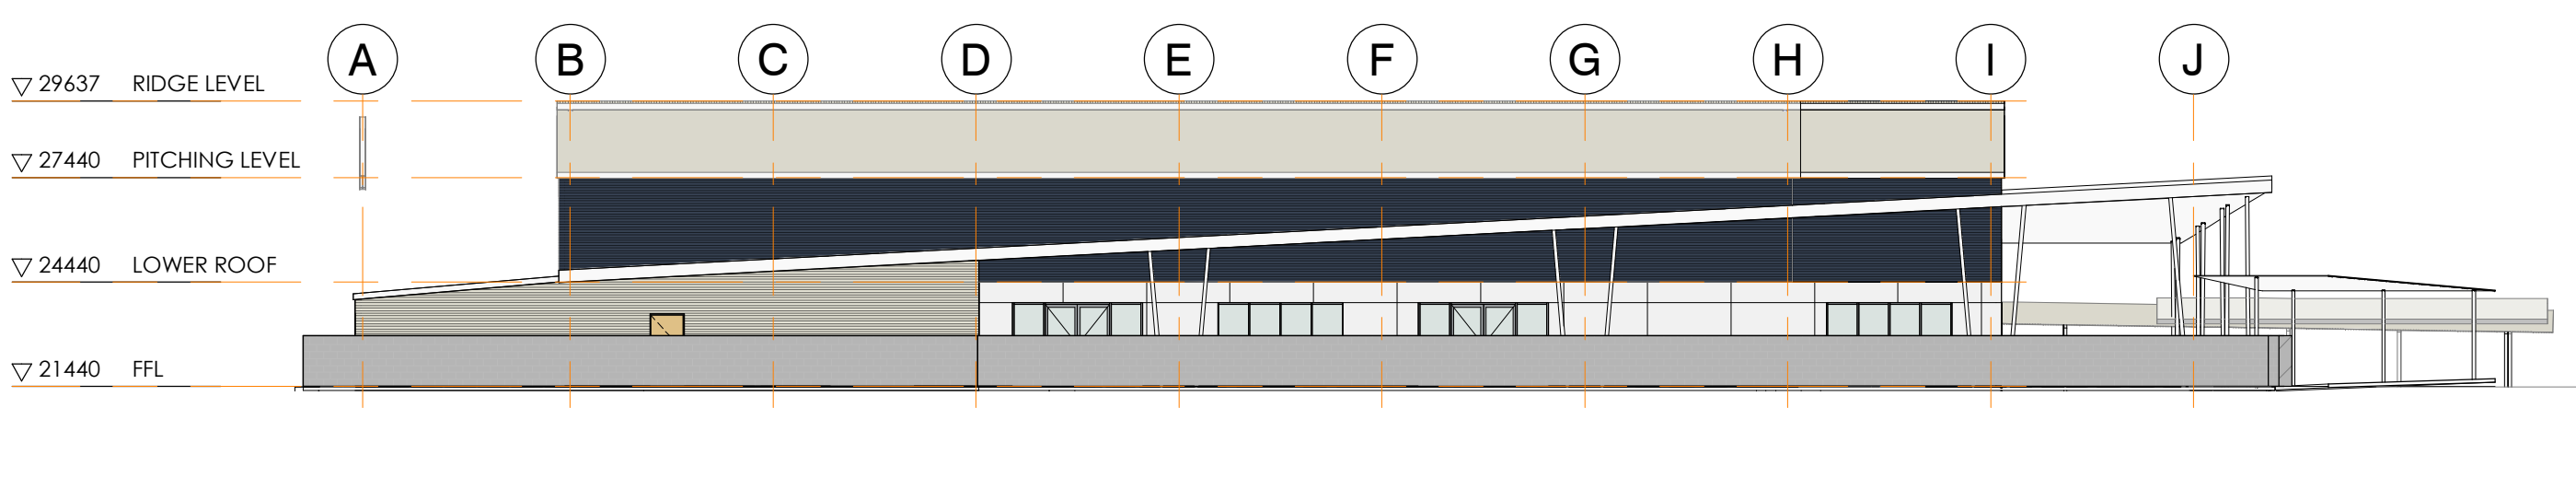 A B C D E F G H I J
29637 RIDGE LEVEL
27440 PITCHING LEVEL
24440 LOWER ROOF
21440 FFL